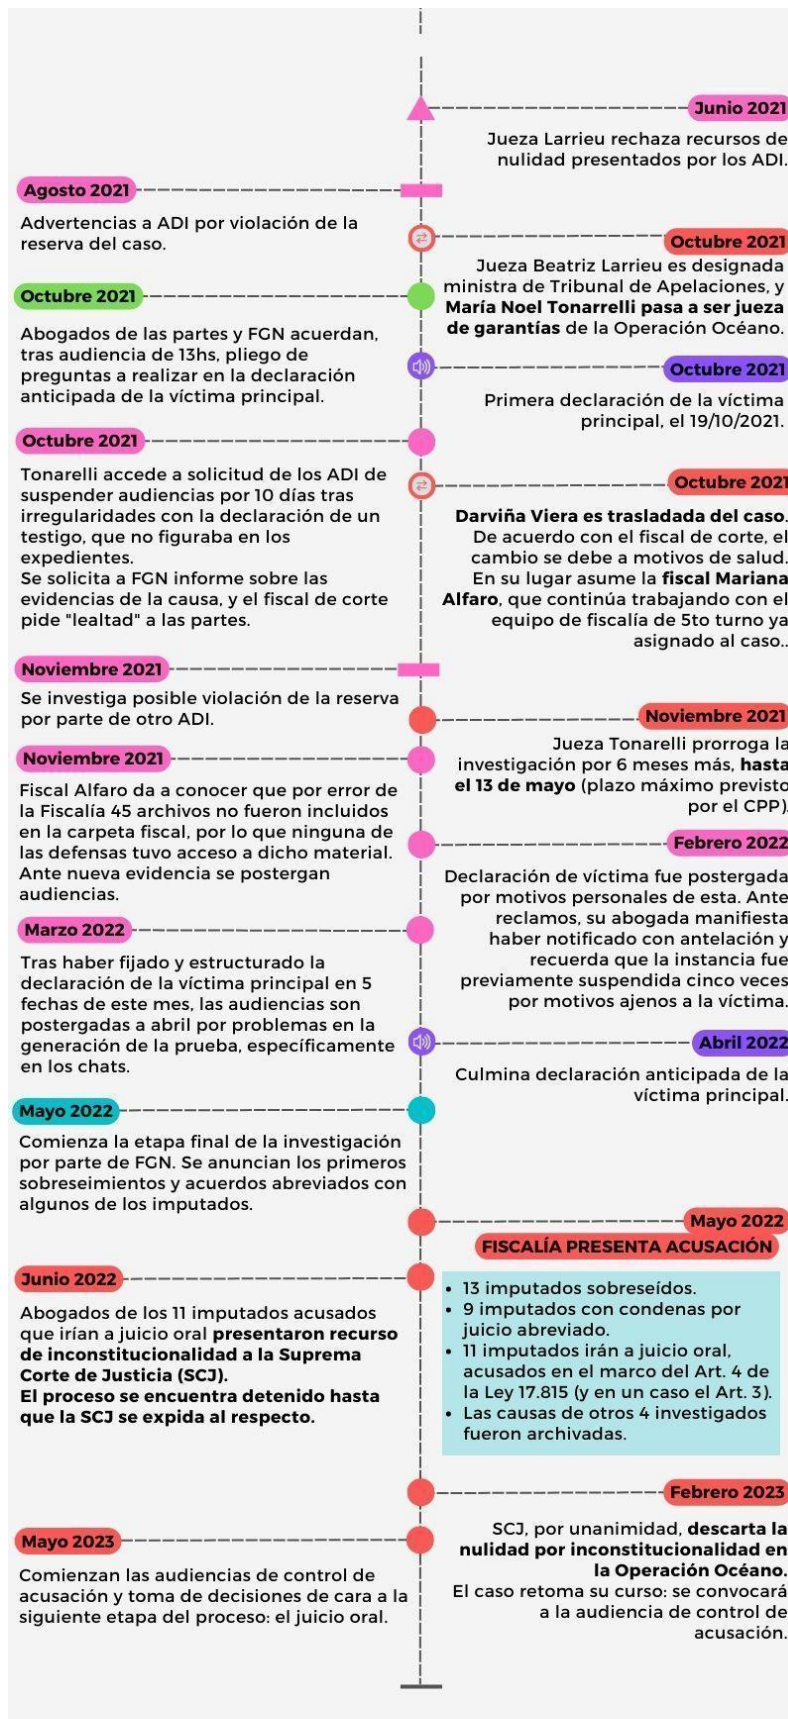 Junio 2021
Jueza Larrieu rechaza recursos de
nulidad presentados por los ADI.
Agosto 2021
Advertencias a ADI por violación de la
reserva del caso.
Octubre 2021
Jueza Beatriz Larrieu es designada
ministra de Tribunal de Apelaciones, y
María Noel Tonarrelli pasa a ser jueza
de garantías de la Operación Océano.
Octubre 2021
Abogados de las partes y FGN acuerdan,
tras audiencia de 13hs, pliego de
preguntas a realizar en la declaración
anticipada de la víctima principal.
Octubre 2021
Primera declaración de la víctima
principal, el 19/10/2021.
Octubre 2021
Tonarelli accede a solicitud de los ADI de
suspender audiencias por 10 días tras
irregularidades con la declaración de un
testigo, que no figuraba en los
expedientes.
Se solicita a FGN informe sobre las
evidencias de la causa, y el fiscal de corte
pide "lealtad" a las partes.
Octubre 2021
Darviña Viera es trasladada del caso.
De acuerdo con el fiscal de corte, el
cambio se debe a motivos de salud.
En su lugar asume la fiscal Mariana
Alfaro, que continúa trabajando con el
equipo de fiscalía de 5to turno ya
asignado al caso..
Noviembre 2021
Se investiga posible violación de la reserva
por parte de otro ADI.
Noviembre 2021
Jueza Tonarelli prorroga la
investigación por 6 meses más, hasta
el 13 de mayo (plazo máximo previsto
por el CPP).
Noviembre 2021
Fiscal Alfaro da a conocer que por error de
la Fiscalía 45 archivos no fueron incluidos
en la carpeta fiscal, por lo que ninguna de
las defensas tuvo acceso a dicho material.
Ante nueva evidencia se postergan
audiencias.
Febrero 2022
Declaración de víctima fue postergada
por motivos personales de esta. Ante
reclamos, su abogada manifiesta
haber notificado con antelación y
recuerda que la instancia fue
previamente suspendida cinco veces
por motivos ajenos a la víctima.
Marzo 2022
Tras haber fijado y estructurado la
declaración de la víctima principal en 5
fechas de este mes, las audiencias son
postergadas a abril por problemas en la
generación de la prueba, específicamente
en los chats.
Abril 2022
Culmina declaración anticipada de la
víctima principal.
Mayo 2022
Comienza la etapa final de la investigación
por parte de FGN. Se anuncian los primeros
sobreseimientos y acuerdos abreviados con
algunos de los imputados.
Mayo 2022
FISCALÍA PRESENTA ACUSACIÓN
• 13 imputados sobreseídos.
• 9 imputados con condenas por
juicio abreviado.
• 11 imputados irán a juicio oral,
acusados en el marco del Art. 4 de
la Ley 17.815 (y en un caso el Art. 3).
• Las causas de otros 4 investigados
fueron archivadas.
Junio 2022
Abogados de los 11 imputados acusados
que irían a juicio oral presentaron recurso
de inconstitucionalidad a la Suprema
Corte de Justicia (SCJ).
El proceso se encuentra detenido hasta
que la SCJ se expida al respecto.
Febrero 2023
SCJ, por unanimidad, descarta la
nulidad por inconstitucionalidad en
la Operación Océano.
El caso retoma su curso: se convocará
a la audiencia de control de
acusación.
Mayo 2023
Comienzan las audiencias de control de
acusación y toma de decisiones de cara a la
siguiente etapa del proceso: el juicio oral.